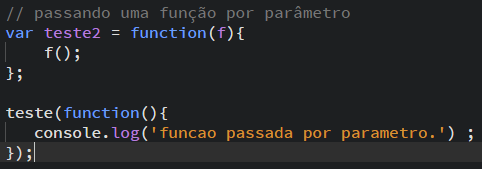 // passando uma função por parâmetro
var teste2 = function(f){
    f();
};

teste(function(){
   console.log('funcao passada por parametro.') ;
});